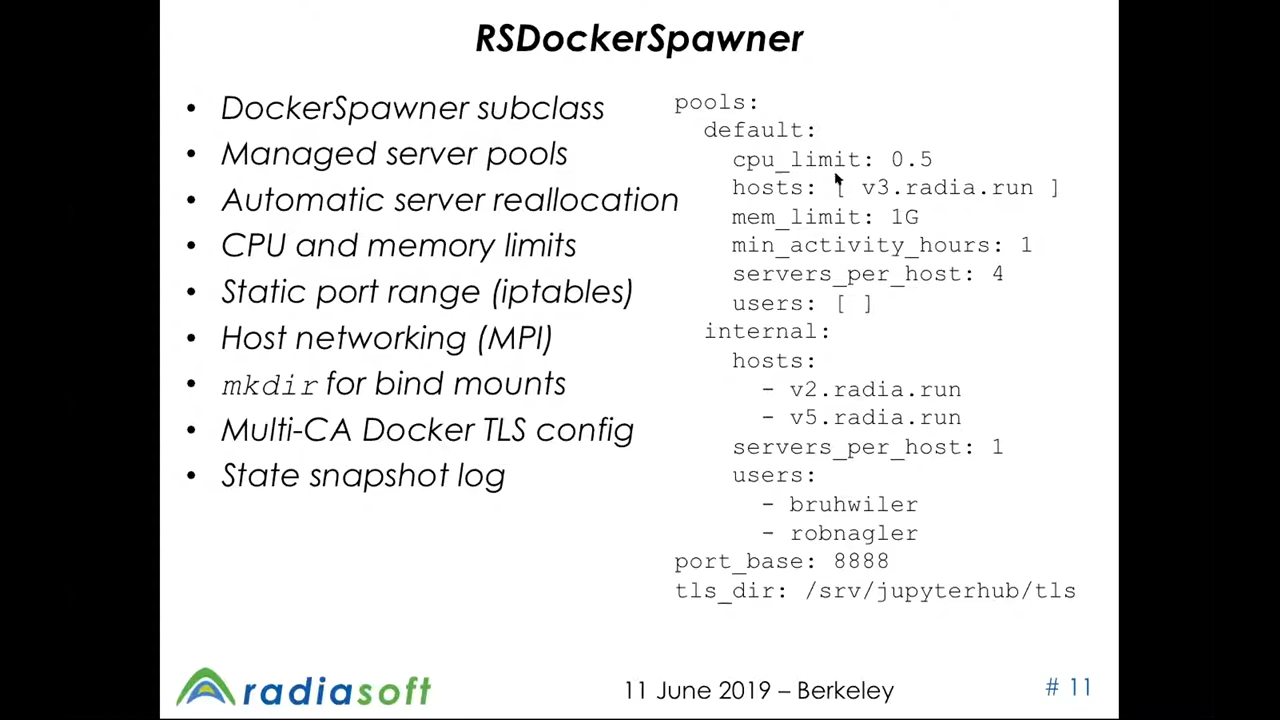 RSDockerSpawner
• DockerSpawner subclass
• Managed server pools
• Automatic server reallocation
• CPU and memory limits
• Static port range (iptables)
• Host networking (MPI)
• mkdir for bind mounts
• Multi-CA Docker TLS config
• State snapshot log
pools:
  default:
    cpu_limit: 0.5
    hosts: [ v3.radia.run ]
    mem_limit: 1G
    min_activity_hours: 1
    servers_per_host: 4
    users: [ ]
  internal:
    hosts:
      - v2.radia.run
      - v5.radia.run
    servers_per_host: 1
    users:
      - bruhwiler
      - robnagler
port_base: 8888
tls_dir: /srv/jupyterhub/tls
radiasoft
11 June 2019 – Berkeley
# 11